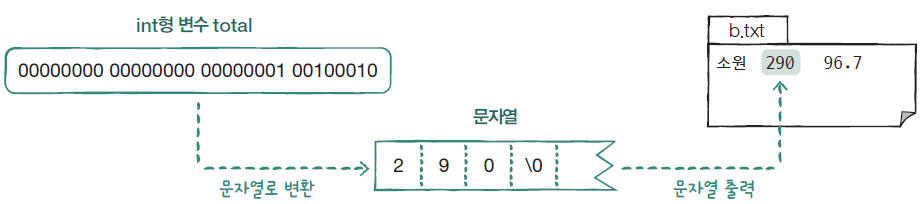 int형 변수 total
00000000 00000000 00000001 00100010
문자열로 변환
문자열
2 9 0 \0
문자열 출력
b.txt
소원 290 96.7